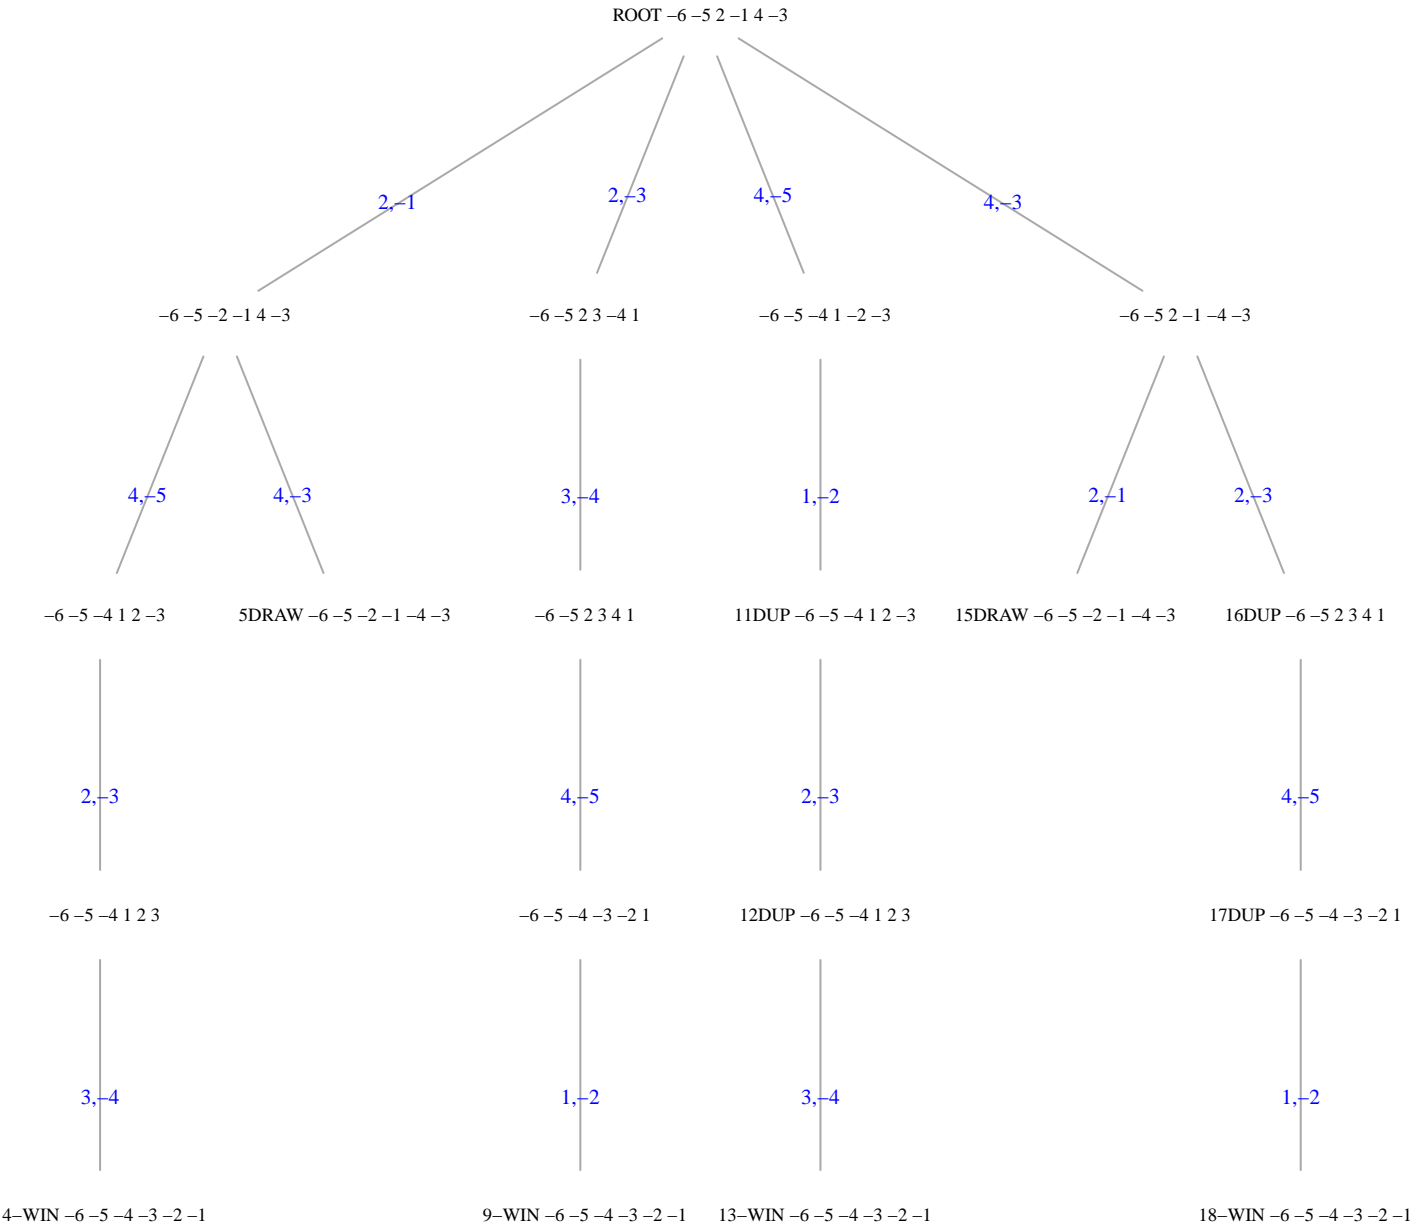 ROOT –6 –5 2 –1 4 –3
2,–1
2,–3
4,–5
4,–3
–6 –5 –2 –1 4 –3
–6 –5 2 3 –4 1
–6 –5 –4 1 –2 –3
–6 –5 2 –1 –4 –3
4,–5
4,–3
3,–4
1,–2
2,–1
2,–3
–6 –5 –4 1 2 –3
5DRAW –6 –5 –2 –1 –4 –3
–6 –5 2 3 4 1
11DUP –6 –5 –4 1 2 –3
15DRAW –6 –5 –2 –1 –4 –3
16DUP –6 –5 2 3 4 1
2,–3
4,–5
2,–3
4,–5
–6 –5 –4 1 2 3
–6 –5 –4 –3 –2 1
12DUP –6 –5 –4 1 2 3
17DUP –6 –5 –4 –3 –2 1
3,–4
1,–2
3,–4
1,–2
4–WIN –6 –5 –4 –3 –2 –1
9–WIN –6 –5 –4 –3 –2 –1
13–WIN –6 –5 –4 –3 –2 –1
18–WIN –6 –5 –4 –3 –2 –1